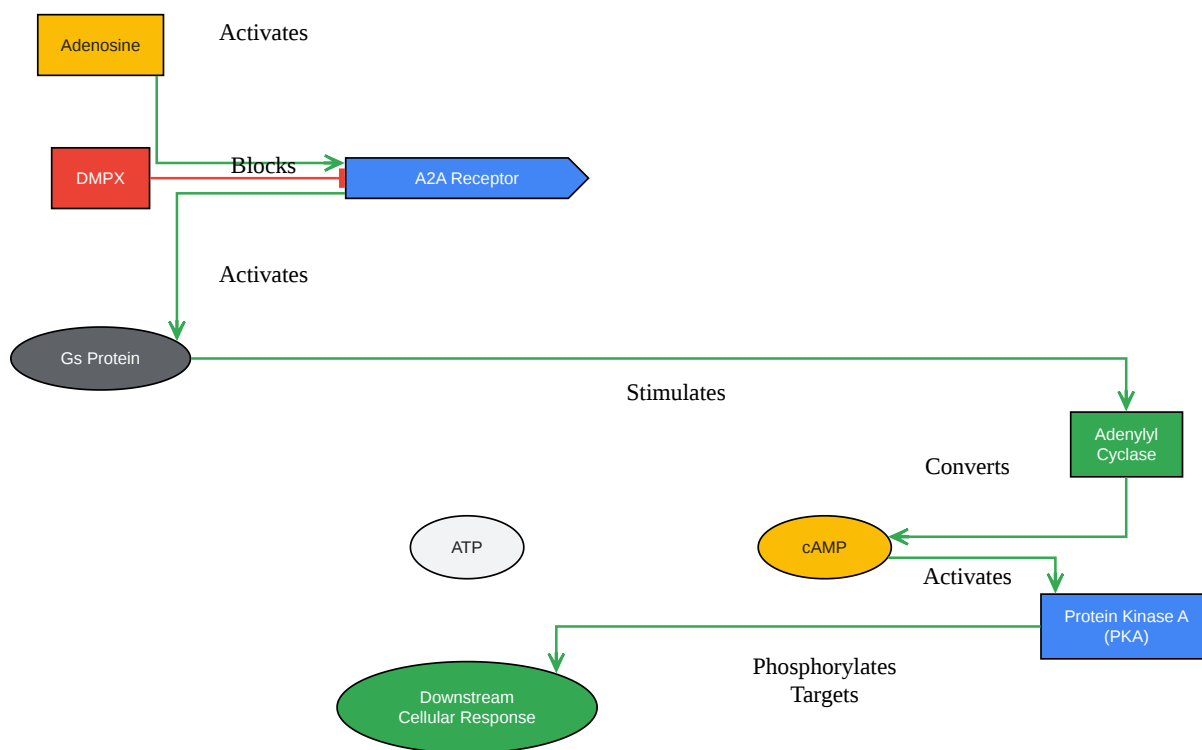 Activates
Adenosine
Blocks
DMPX
A2A Receptor
Activates
Gs Protein
Stimulates
Adenylyl
Cyclase
Converts
ATP
cAMP
Activates
Protein Kinase A
(PKA)
Phosphorylates
Targets
Downstream
Cellular Response